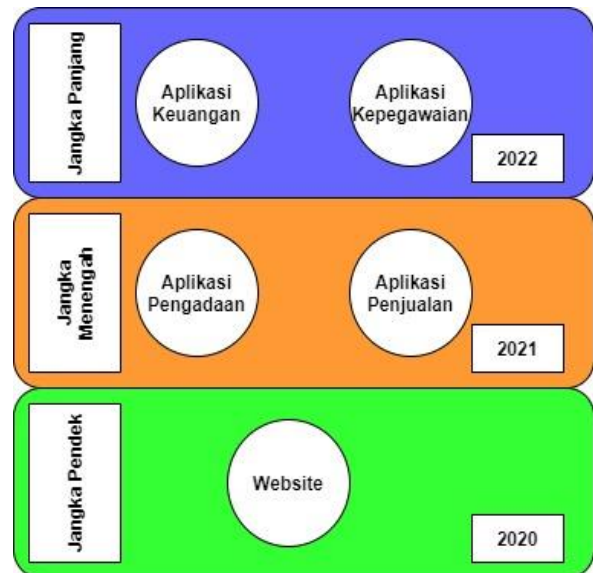 Jangka Panjang
Aplikasi
Keuangan
Aplikasi
Kepegawaian
2022
Jangka
Menengah
Aplikasi
Pengadaan
Aplikasi
Penjualan
2021
Jangka Pendek
Website
2020